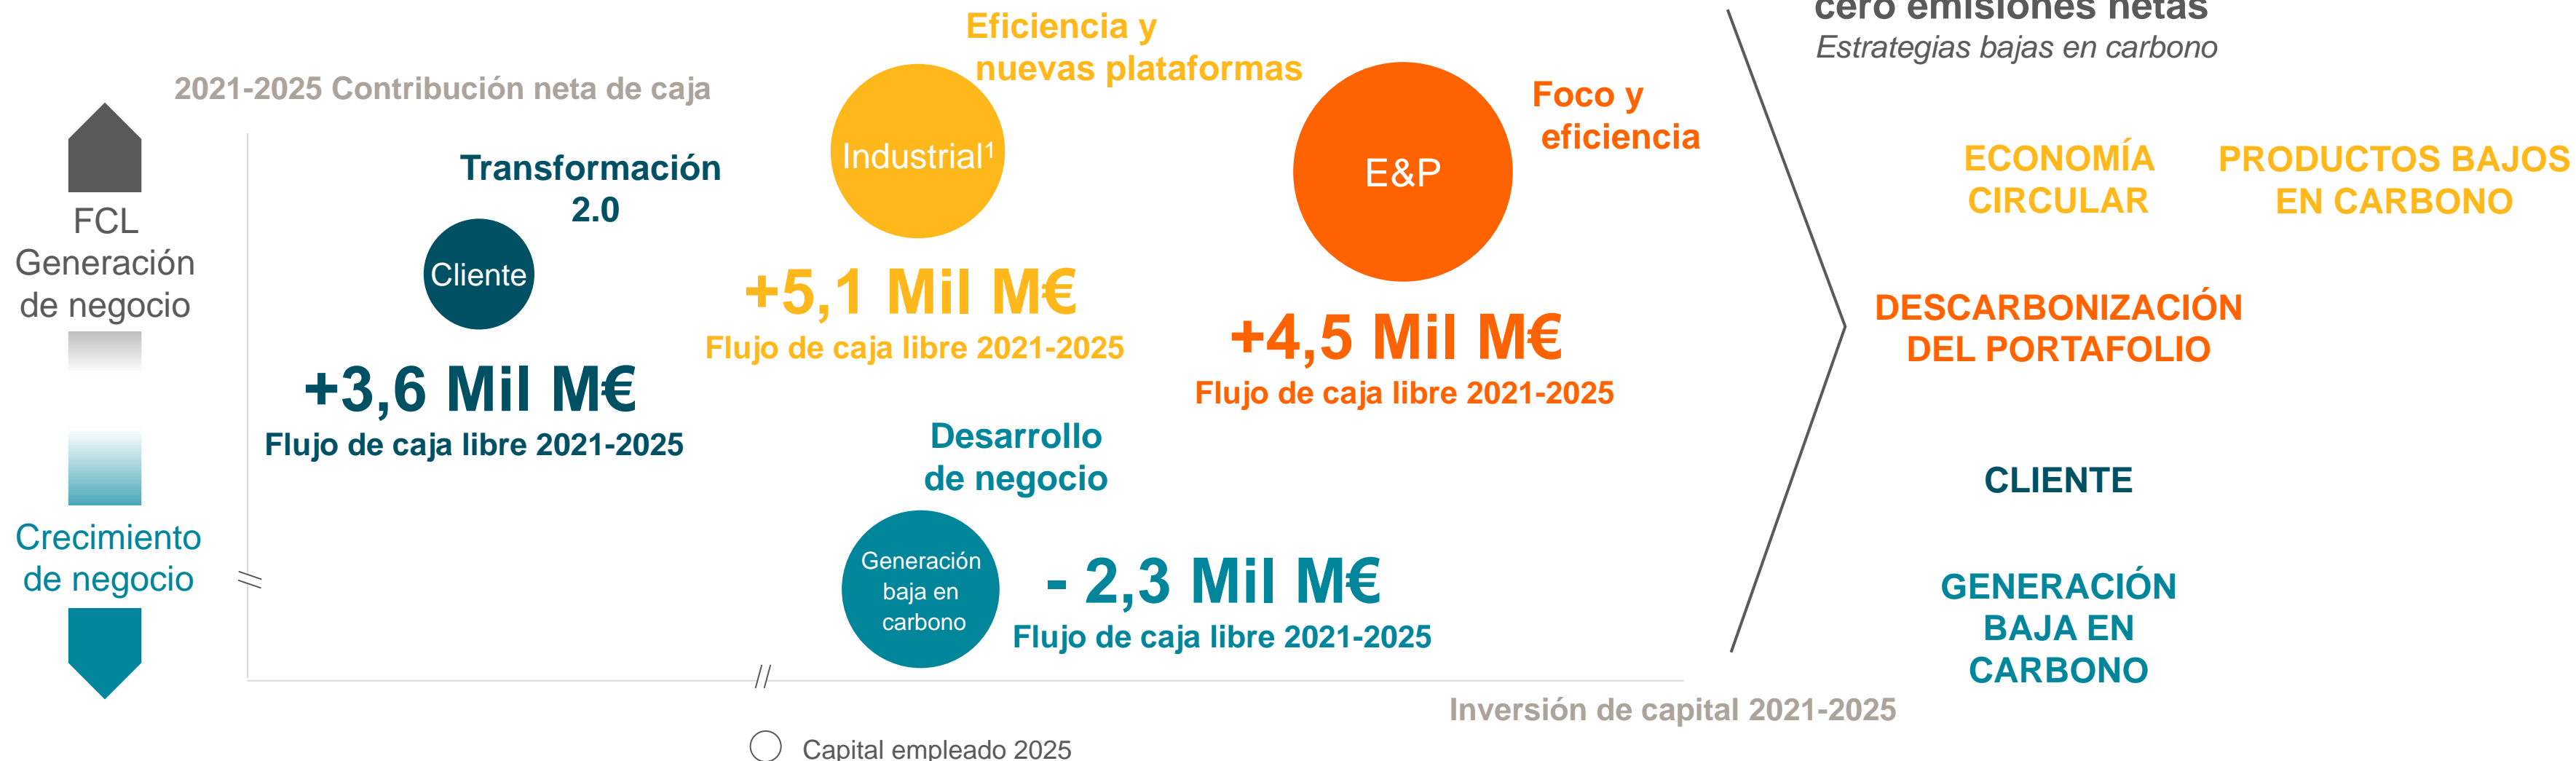 cero emisiones netas
Estrategias bajas en carbono
2021-2025 Contribución neta de caja
FCL
Generación
de negocio
Crecimiento
de negocio
Transformación
2.0
Cliente
+3,6 Mil M€
Flujo de caja libre 2021-2025
Eficiencia y
nuevas plataformas
Industrial¹
+5,1 Mil M€
Flujo de caja libre 2021-2025
Foco y
eficiencia
E&P
+4,5 Mil M€
Flujo de caja libre 2021-2025
Desarrollo
de negocio
Generación
baja en
carbono
- 2,3 Mil M€
Flujo de caja libre 2021-2025
Inversión de capital 2021-2025
Capital empleado 2025
ECONOMÍA
CIRCULAR
PRODUCTOS BAJOS
EN CARBONO
DESCARBONIZACIÓN
DEL PORTAFOLIO
CLIENTE
GENERACIÓN
BAJA EN
CARBONO